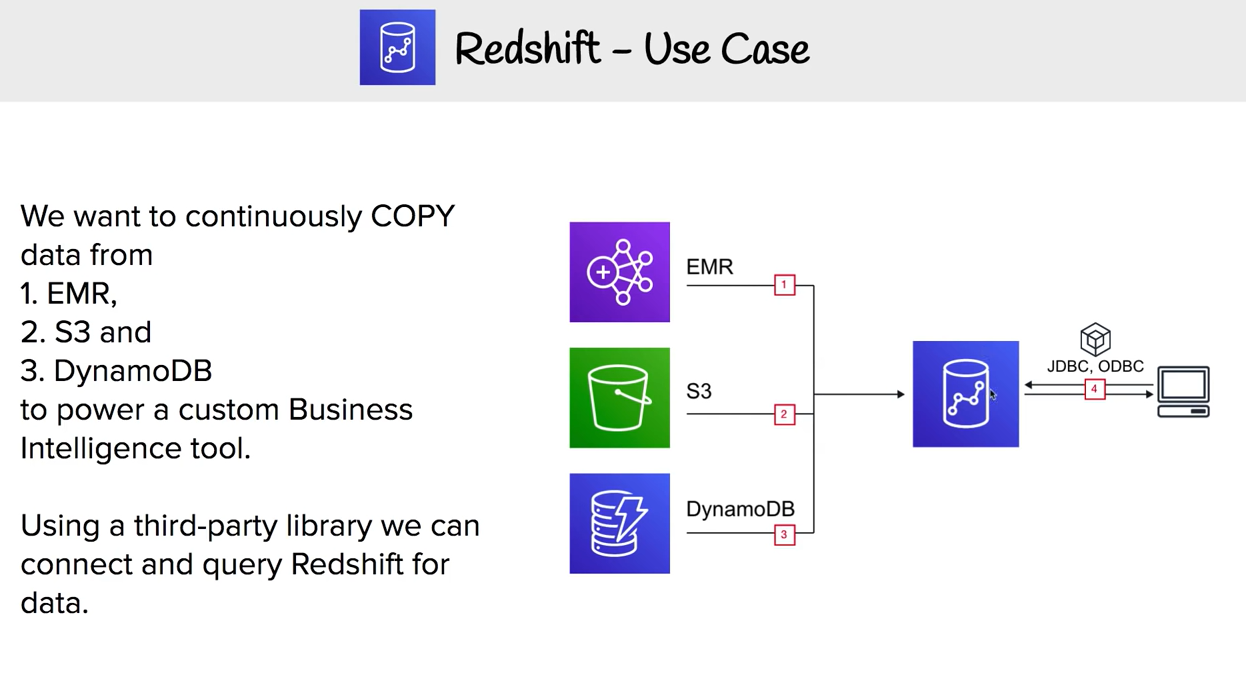 Redshift – Use Case
We want to continuously COPY
data from
1. EMR,
2. S3 and
3. DynamoDB
to power a custom Business
Intelligence tool.
Using a third-party library we can
connect and query Redshift for
data.
EMR
1
S3
2
DynamoDB
3
JDBC, ODBC
4